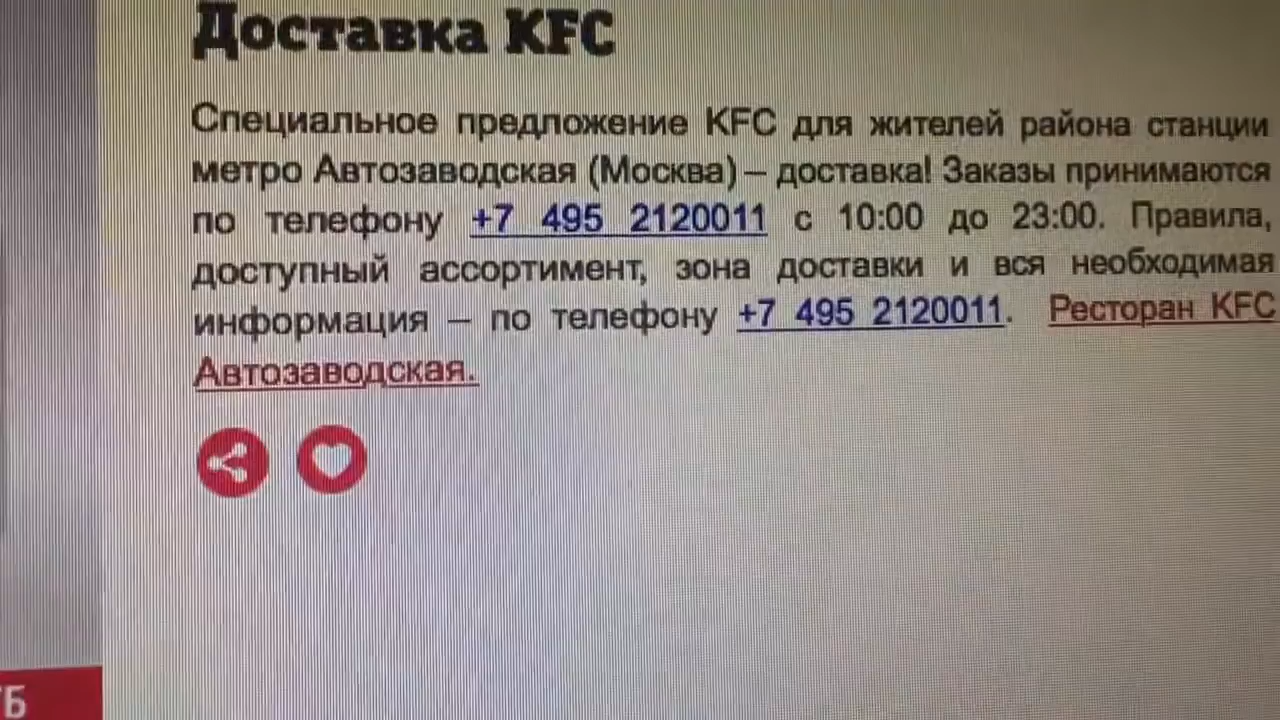 Доставка KFC
Специальное предложение KFC для жителей района станции
метро Автозаводская (Москва) – доставка! Заказы принимаются
по телефону +7 495 2120011 с 10:00 до 23:00. Правила,
доступный ассортимент, зона доставки и вся необходимая
информация – по телефону +7 495 2120011. Ресторан KFC
Автозаводская.